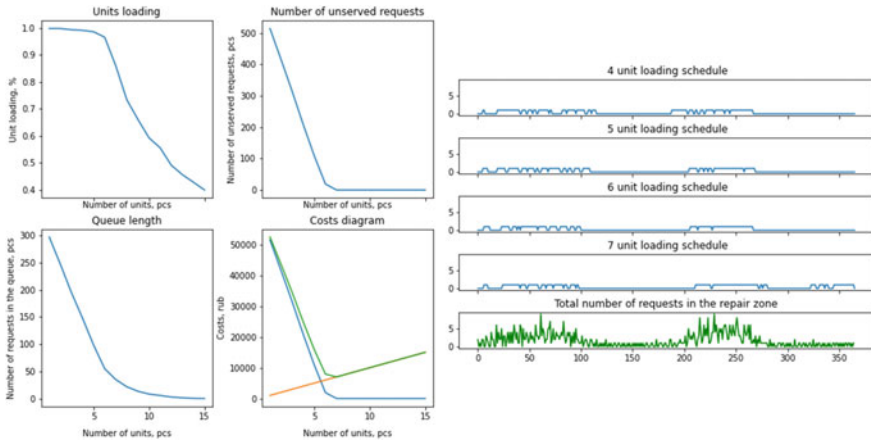 Units loading
Unit loading, %
1.0
0.9
0.8
0.7
0.6
0.5
0.4
5 10 15
Number of units, pcs
Number of unserved requests
Number of unserved requests, pcs
500
400
300
200
100
0
5 10 15
Number of units, pcs
Queue length
Number of requests in the queue, pcs
300
250
200
150
100
50
0
5 10 15
Number of units, pcs
Costs diagram
Costs, rub
50000
40000
30000
20000
10000
0
5 10 15
Number of units, pcs
4 unit loading schedule
5
0
5 unit loading schedule
5
0
6 unit loading schedule
5
0
7 unit loading schedule
5
0
Total number of requests in the repair zone
5
0
0 50 100 150 200 250 300 350